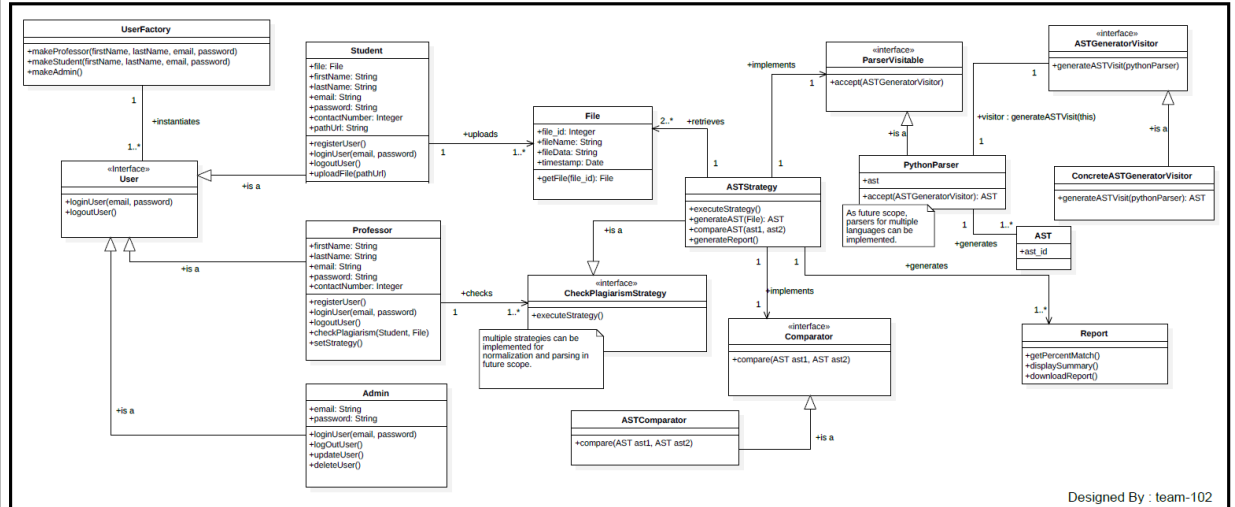 UserFactory
+makeProfessor(firstName, lastName, email, password)
+makeStudent(firstName, lastName, email, password)
+makeAdmin()
1
+instantiates
1..*
«Interface»
User
+loginUser(email, password)
+logoutUser()
Student
+file: File
+firstName: String
+lastName: String
+email: String
+password: String
+contactNumber: Integer
+pathUrl: String
+registerUser()
+loginUser(email, password)
+logoutUser()
+uploadFile(pathUrl)
+is a
+uploads
1
1..*
File
+file_id: Integer
+fileName: String
+fileData: String
+timestamp: Date
+getFile(file_id): File
2..*
+retrieves
1
Professor
+firstName: String
+lastName: String
+email: String
+password: String
+contactNumber: Integer
+registerUser()
+loginUser(email, password)
+logoutUser()
+checkPlagiarism(Student, File)
+setStrategy()
+is a
+checks
1
1..*
«interface»
CheckPlagiarismStrategy
+executeStrategy()
multiple strategies can be
implemented for
normalization and parsing in
future scope.
+is a
Admin
+email: String
+password: String
+loginUser(email, password)
+logOutUser()
+updateUser()
+deleteUser()
+is a
ASTStrategy
+executeStrategy()
+generateAST(File): AST
+compareAST(ast1, ast2)
+generateReport()
+implements
1
1
«interface»
ParserVisitable
+accept(ASTGeneratorVisitor)
+is a
PythonParser
+ast
+accept(ASTGeneratorVisitor): AST
As future scope,
parsers for multiple
languages can be
implemented.
1
+visitor : generateASTVisit(this)
1
«interface»
ASTGeneratorVisitor
+generateASTVisit(pythonParser)
+is a
ConcreteASTGeneratorVisitor
+generateASTVisit(pythonParser): AST
1
1..*
+generates
AST
+ast_id
1
+implements
1
«interface»
Comparator
+compare(AST ast1, AST ast2)
1
+generates
1..*
Report
+getPercentMatch()
+displaySummary()
+downloadReport()
ASTComparator
+compare(AST ast1, AST ast2)
+is a
Designed By : team-102